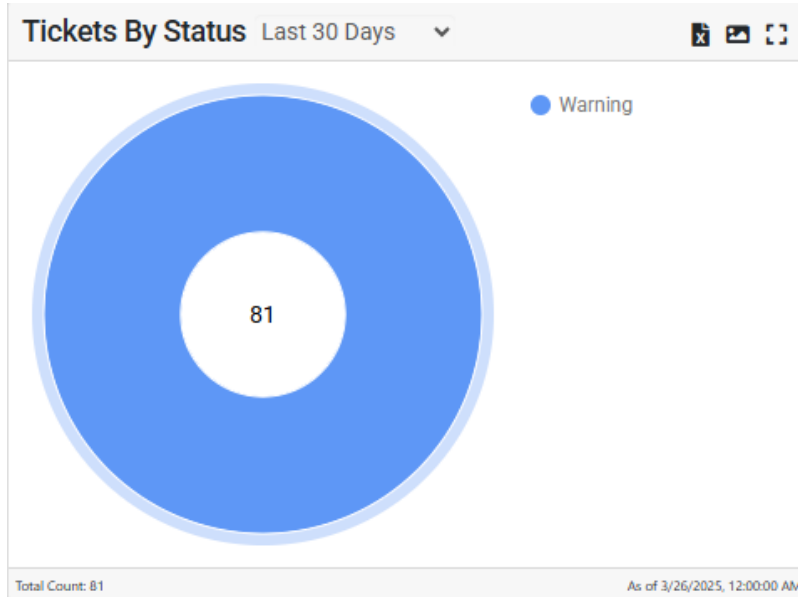 Tickets By Status Last 30 Days
Warning
81
Total Count: 81 As of 3/26/2025, 12:00:00 AM